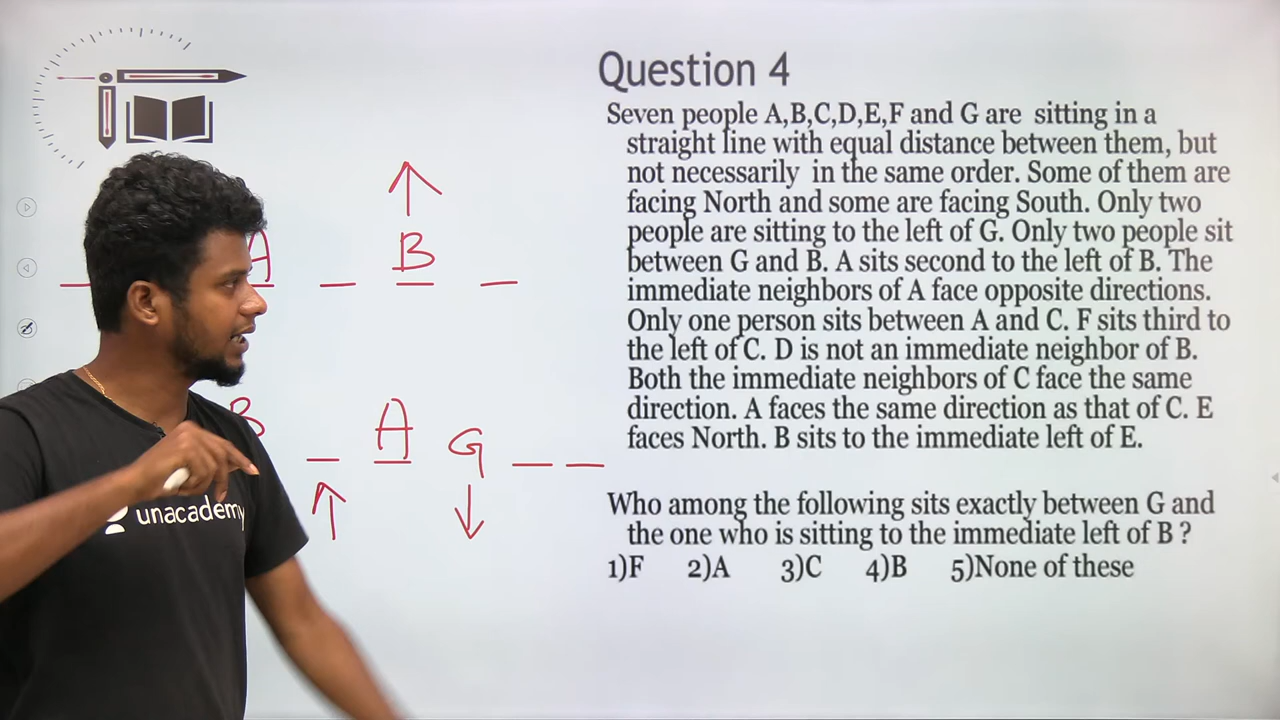 Question 4
Seven people A,B,C,D,E,F and G are sitting in a
straight line with equal distance between them, but
not necessarily in the same order. Some of them are
facing North and some are facing South. Only two
people are sitting to the left of G. Only two people sit
between G and B. A sits second to the left of B. The
immediate neighbors of A face opposite directions.
Only one person sits between A and C. F sits third to
the left of C. D is not an immediate neighbor of B.
Both the immediate neighbors of C face the same
direction. A faces the same direction as that of C. E
faces North. B sits to the immediate left of E.
Who among the following sits exactly between G and
the one who is sitting to the immediate left of B ?
1)F 2)A 3)C 4)B 5)None of these
A B
B A G
unacademy